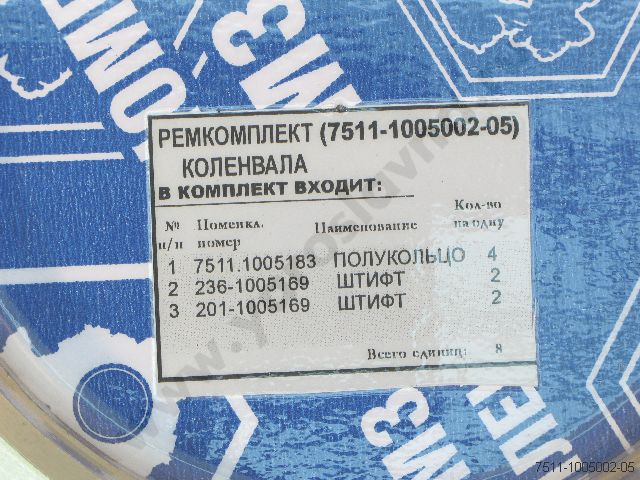 РЕМКОМПЛЕКТ (7511-1005002-05)
КОЛЕНВАЛА
В КОМПЛЕКТ ВХОДИТ:
№ п/п Номенкл. номер Наименование Кол-во на одну
1 7511.1005183 ПОЛУКОЛЬЦО 4
2 236-1005169 ШТИФТ 2
3 201-1005169 ШТИФТ 2
Всего единиц: 8
7511-1005002-05